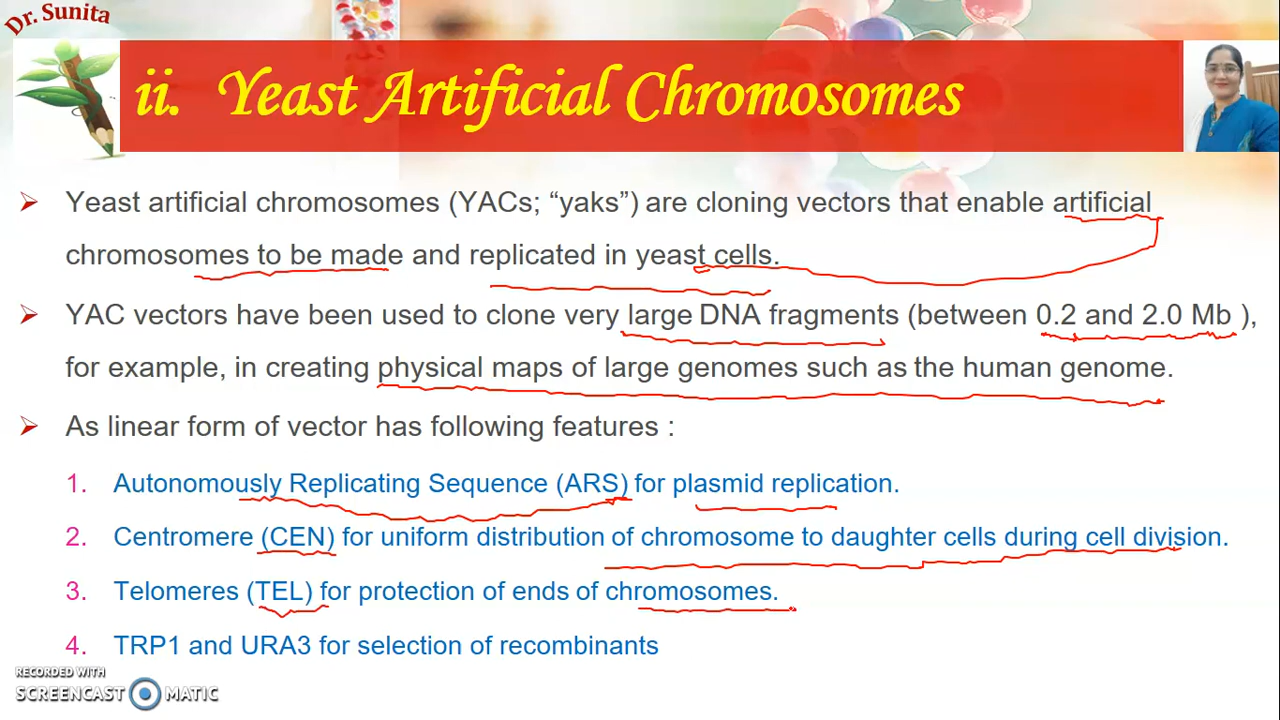 Dr. Sunita
ii. Yeast Artificial Chromosomes
➢ Yeast artificial chromosomes (YACs; “yaks”) are cloning vectors that enable artificial
chromosomes to be made and replicated in yeast cells.
➢ YAC vectors have been used to clone very large DNA fragments (between 0.2 and 2.0 Mb ),
for example, in creating physical maps of large genomes such as the human genome.
➢ As linear form of vector has following features :
1. Autonomously Replicating Sequence (ARS) for plasmid replication.
2. Centromere (CEN) for uniform distribution of chromosome to daughter cells during cell division.
3. Telomeres (TEL) for protection of ends of chromosomes.
4. TRP1 and URA3 for selection of recombinants
RECORDED WITH
SCREENCAST MATIC